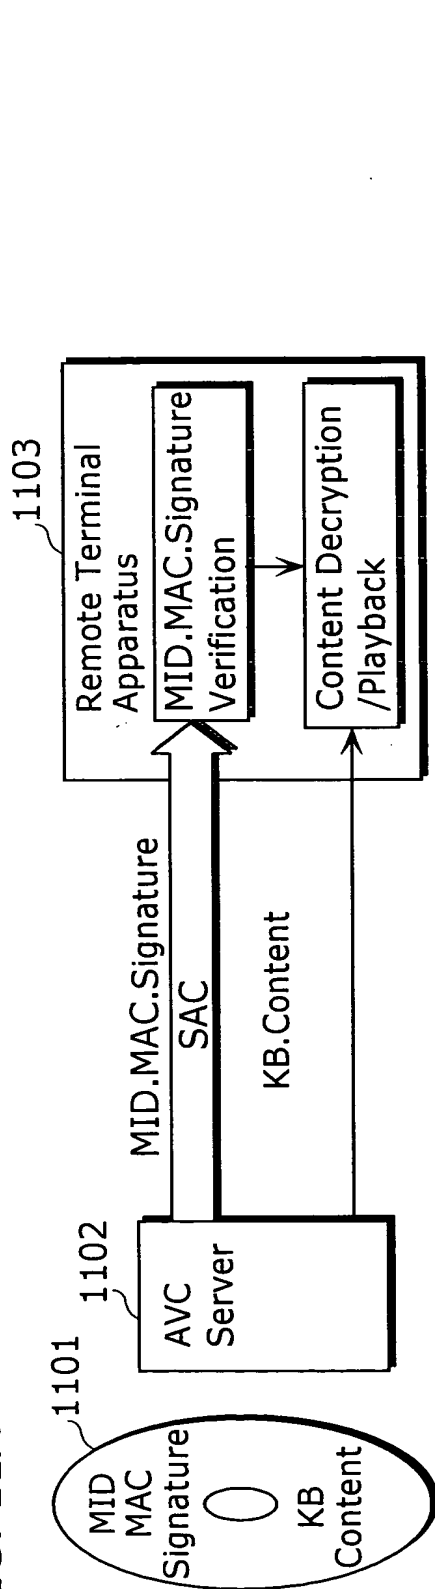 1101
MID
MAC
Signature
KB
Content
1102
AVC
Server
MID.MAC.Signature
SAC
KB.Content
1103
Remote Terminal
Apparatus
MID.MAC.Signature
Verification
Content Decryption
/Playback